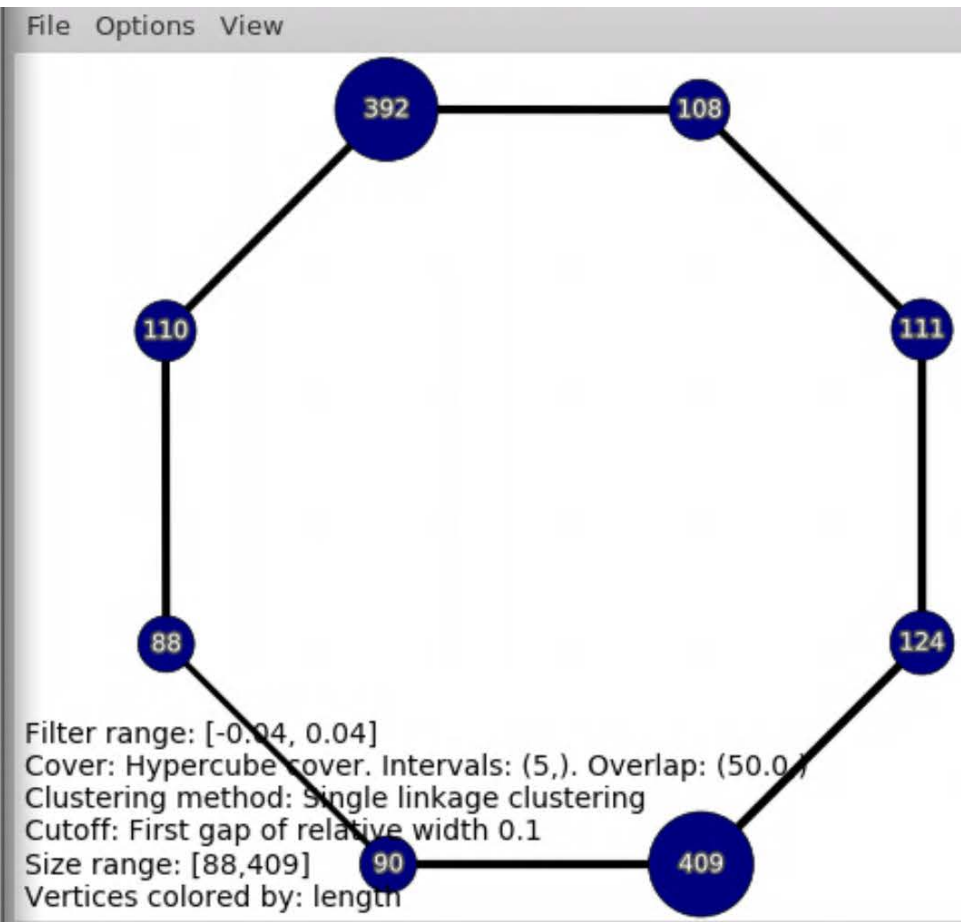 File Options View
392 108
110 111
88 124
Filter range: [-0.04, 0.04]
Cover: Hypercube cover. Intervals: (5,). Overlap: (50.0,)
Clustering method: Single linkage clustering
Cutoff: First gap of relative width 0.1
Size range: [88,409]
90 409
Vertices colored by: length